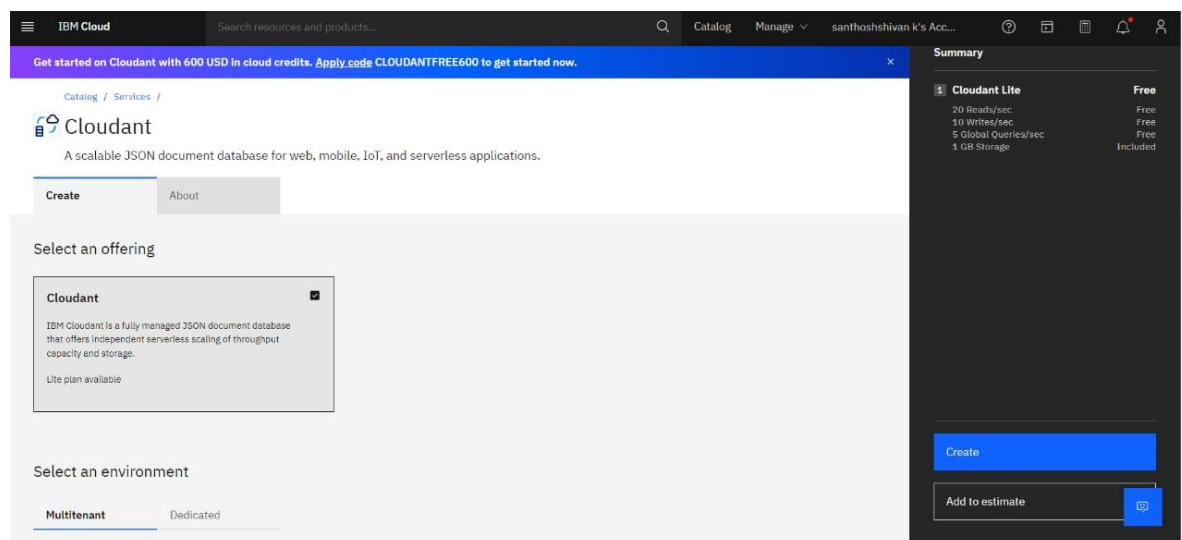 IBM Cloud
Search resources and products...
Catalog
Manage
santhoshshivan k's Acc...
Get started on Cloudant with 600 USD in cloud credits. Apply code CLOUDANTFREE600 to get started now.
Catalog / Services /
Cloudant
A scalable JSON document database for web, mobile, IoT, and serverless applications.
Create
About
Select an offering
Cloudant
IBM Cloudant is a fully managed JSON document database
that offers independent serverless scaling of throughput
capacity and storage.
Lite plan available
Select an environment
Multitenant
Dedicated
Summary
1 Cloudant Lite Free
20 Reads/sec Free
10 Writes/sec Free
5 Global Queries/sec Free
1 GB Storage Included
Create
Add to estimate